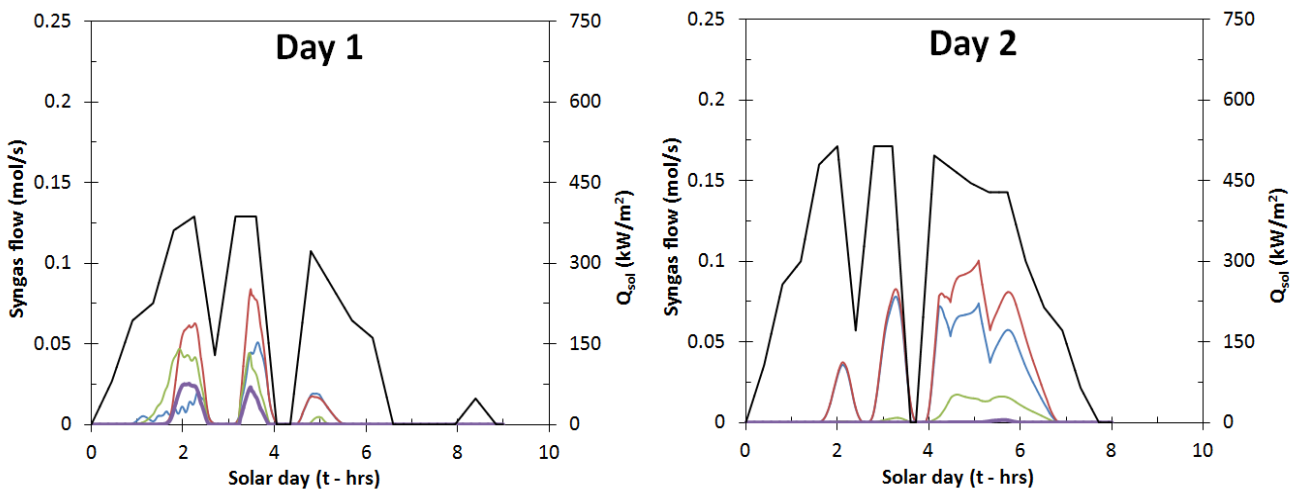 Day 1
Syngas flow (mol/s)
0.25
0.2
0.15
0.1
0.05
0
750
600
450
300
150
0
Qsol (kW/m²)
0 2 4 6 8 10
Solar day (t - hrs)
Day 2
Syngas flow (mol/s)
0.25
0.2
0.15
0.1
0.05
0
750
600
450
300
150
0
Qsol (kW/m²)
0 2 4 6 8 10
Solar day (t - hrs)